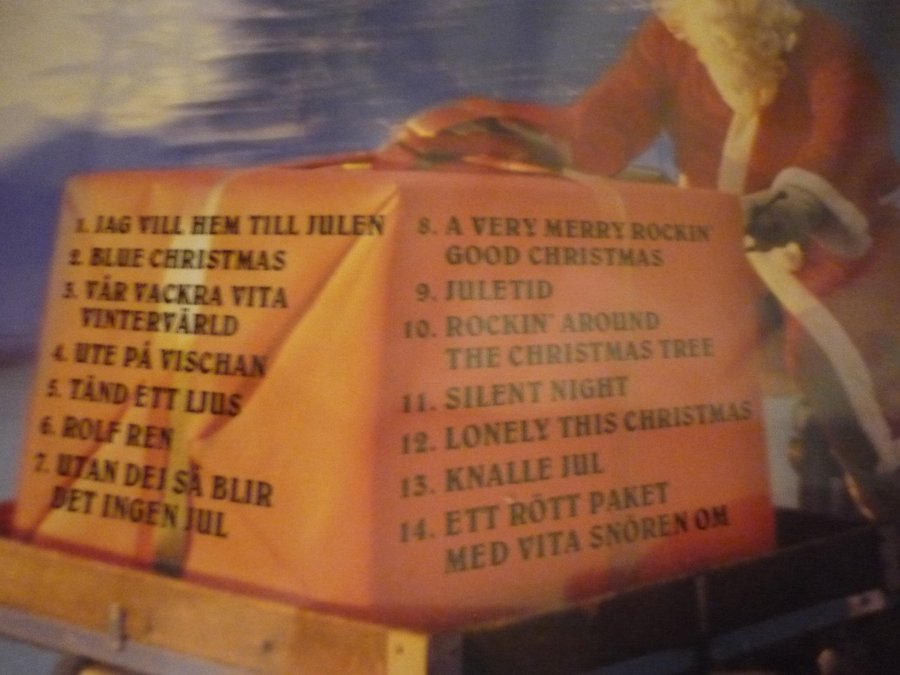 1. JAG VILL HEM TILL JULEN
2. BLUE CHRISTMAS
3. VÅR VACKRA VITA
VINTERVÄRLD
4. UTE PÅ VISCHAN
5. TÄND ETT LJUS
6. ROLF REN
7. UTAN DEJ SÅ BLIR
DET INGEN JUL
8. A VERY MERRY ROCKIN'
GOOD CHRISTMAS
9. JULETID
10. ROCKIN' AROUND
THE CHRISTMAS TREE
11. SILENT NIGHT
12. LONELY THIS CHRISTMAS
13. KNALLE JUL
14. ETT RÖTT PAKET
MED VITA SNÖREN OM